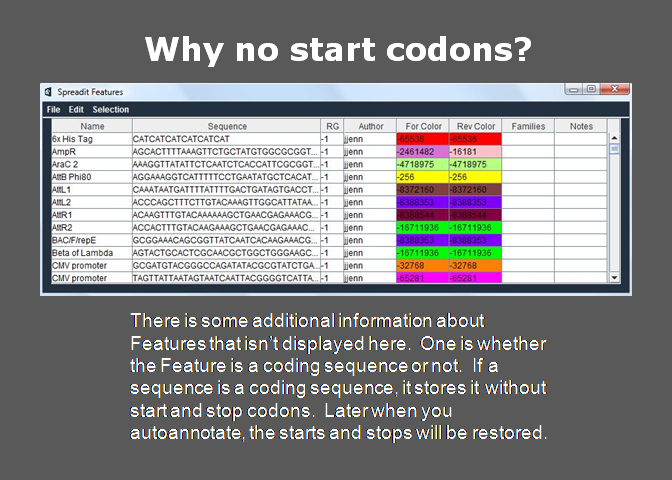 Why no start codons?
Spreadit Features
File Edit Selection
Name Sequence RG Author For Color Rev Color Families Notes
6x His Tag CATCATCATCATCATCAT -1 jjenn -65536 -65536
AmpR AGCACTTTTAAAGTTCTGCTATGTGGCGCGGT... -1 jjenn -2461482 -16181
AraC 2 AAAGGTTATATTCTCAATCTCACCATTCGCGGT... -1 jjenn -4718975 -4718975
AttB Phi80 AGGAAAGGTCATTTTTCCTGAATATGCTCACAT... -1 jjenn -256 -256
AttL1 CAAATAATGATTTTATTTTGACTGATAGTGACCT... -1 jjenn -8372160 -8372160
AttL2 ACCCAGCTTTCTTGTACAAAGTTGGCATTATAA... -1 jjenn -8388353 -8388353
AttR1 ACAAGTTTGTACAAAAAAGCTGAACGAGAAACG... -1 jjenn -8388544 -8388544
AttR2 ACCACTTTGTACAAGAAAGCTGAACGAGAAAC... -1 jjenn -16711936 -16711936
BAC/F/repE GCGGAAACAGCGGTTATCAATCACAAGAAACG... -1 jjenn -8388353 -8388353
Beta of Lambda AGTACTGCACTCGCAACGCTGGCTGGGAAGC... -1 jjenn -16711936 -16711936
CMV promoter GCGATGTACGGGCCAGATATACGCGTATCTGA... -1 jjenn -32768 -32768
CMV promoter TAGTTATTAATAGTAATCAATTACGGGGTCATTA... -1 jjenn -65281 -65281
There is some additional information about
Features that isn't displayed here. One is whether
the Feature is a coding sequence or not. If a
sequence is a coding sequence, it stores it without
start and stop codons. Later when you
autoannotate, the starts and stops will be restored.